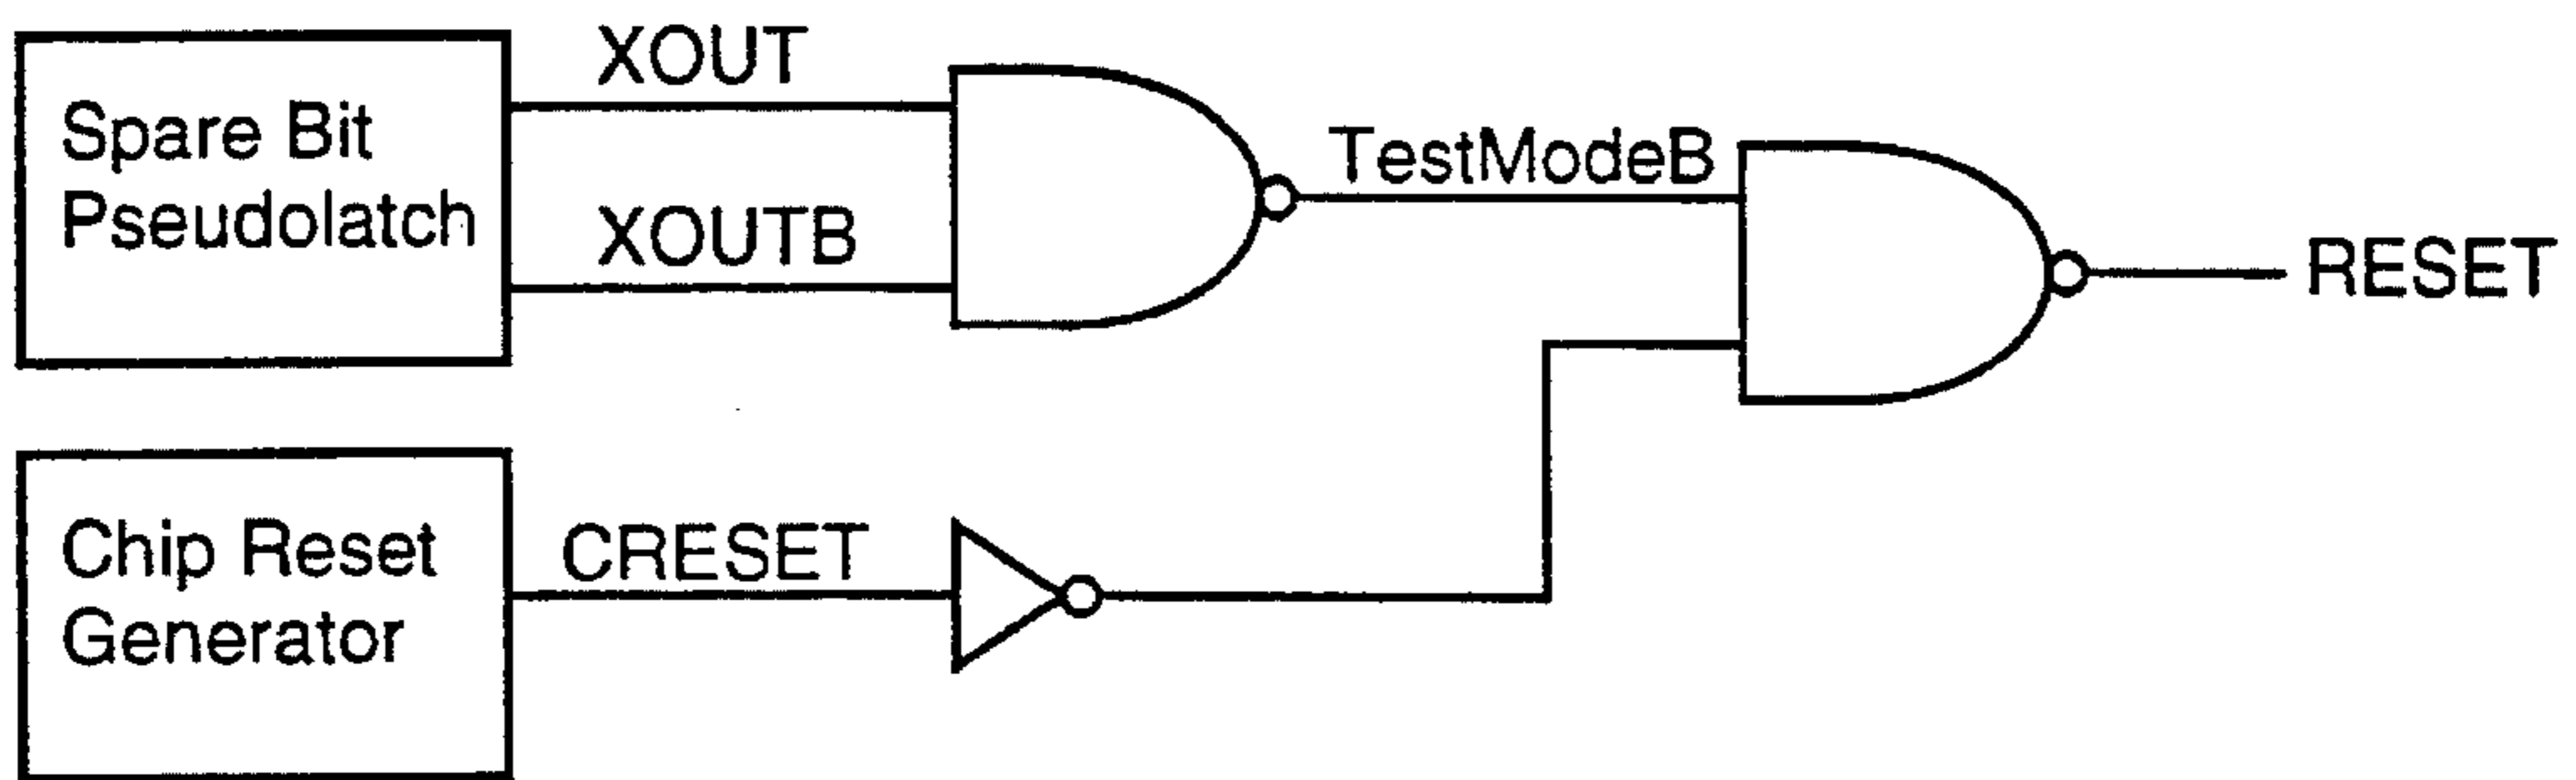 Spare Bit
Pseudolatch
XOUT
XOUTB
TestModeB
RESET
Chip Reset
Generator
CRESET